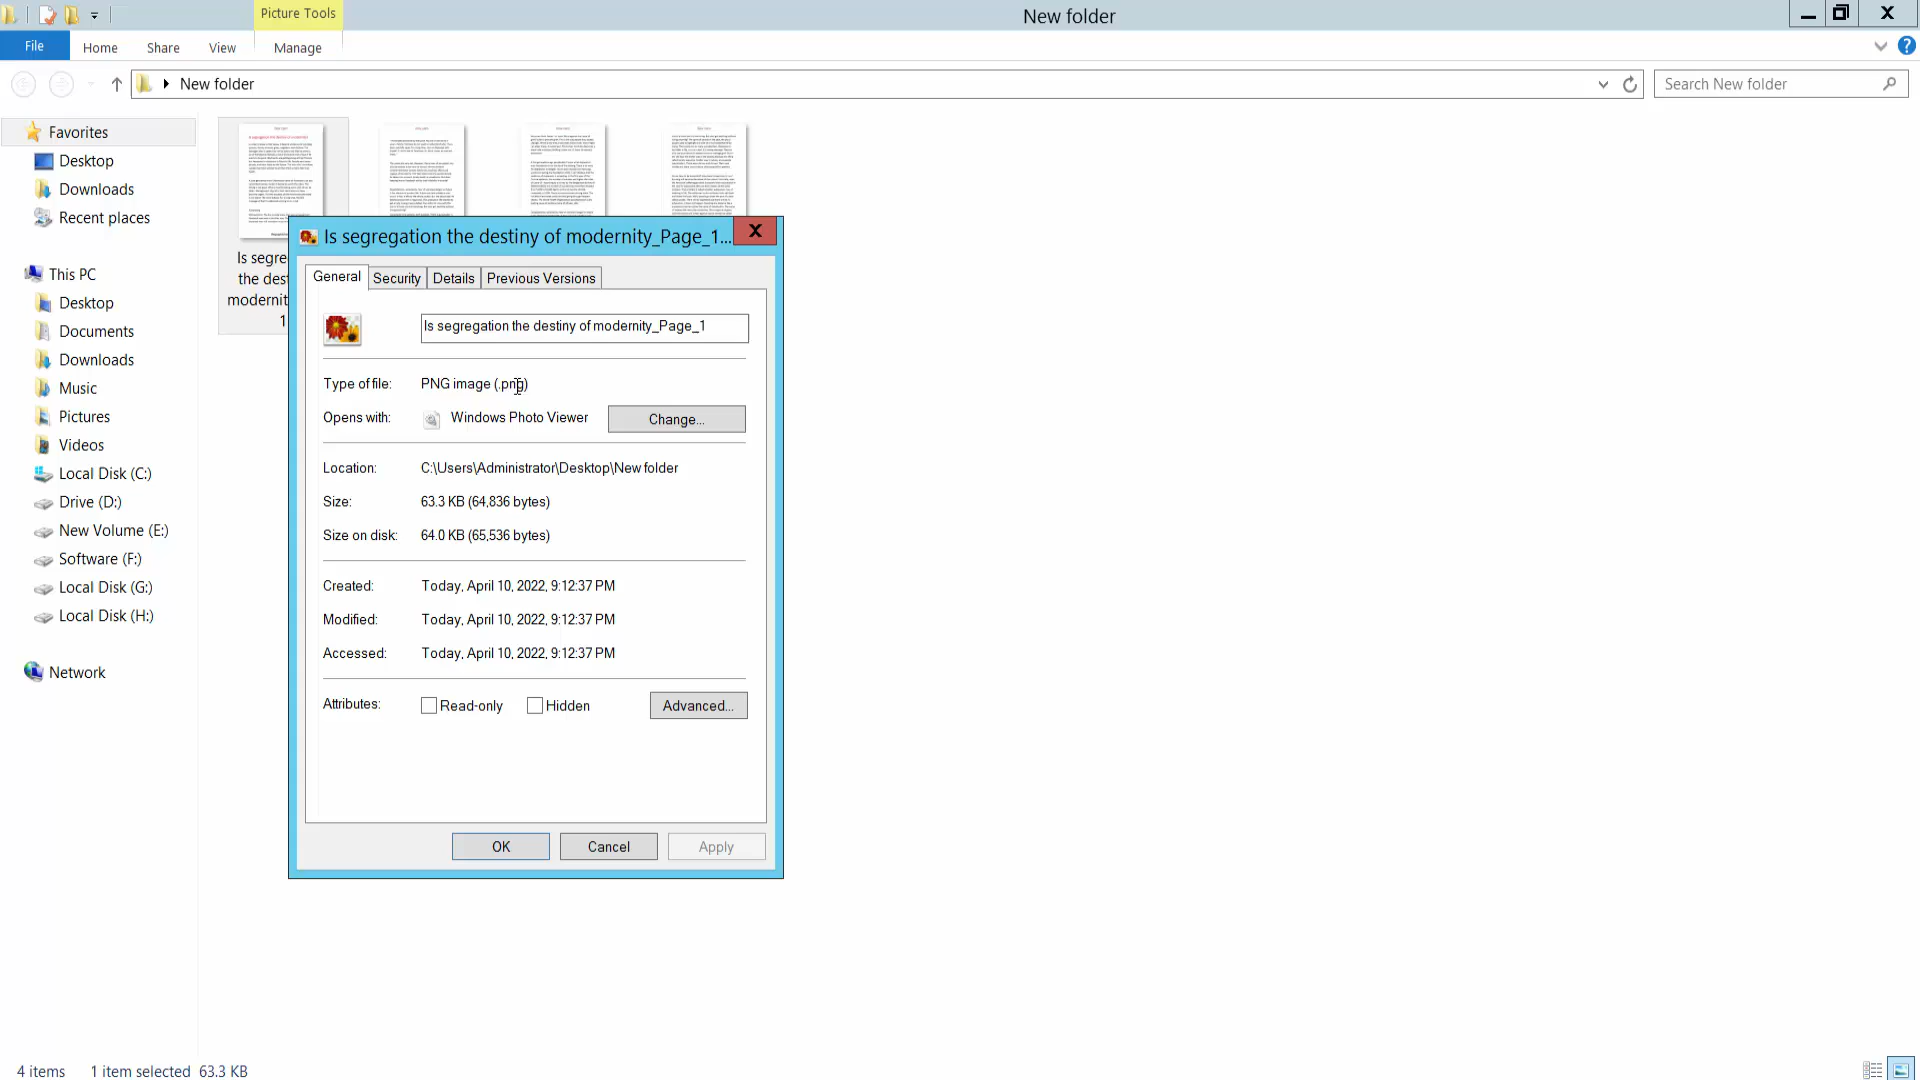 Picture Tools
New folder
File
Home
Share
View
Manage
New folder
Search New folder
Favorites
Desktop
Downloads
Recent places
This PC
Desktop
Documents
Downloads
Music
Pictures
Videos
Local Disk (C:)
Drive (D:)
New Volume (E:)
Software (F:)
Local Disk (G:)
Local Disk (H:)
Network
Is segregation the destiny of modernity_Page_1...
X
General
Security
Details
Previous Versions
Is segregation the destiny of modernity_Page_1
Type of file: PNG image (.png)
Opens with: Windows Photo Viewer
Change...
Location: C:\Users\Administrator\Desktop\New folder
Size: 63.3 KB (64,836 bytes)
Size on disk: 64.0 KB (65,536 bytes)
Created: Today, April 10, 2022, 9:12:37 PM
Modified: Today, April 10, 2022, 9:12:37 PM
Accessed: Today, April 10, 2022, 9:12:37 PM
Attributes: Read-only Hidden
Advanced...
OK
Cancel
Apply
4 items 1 item selected 63.3 KB